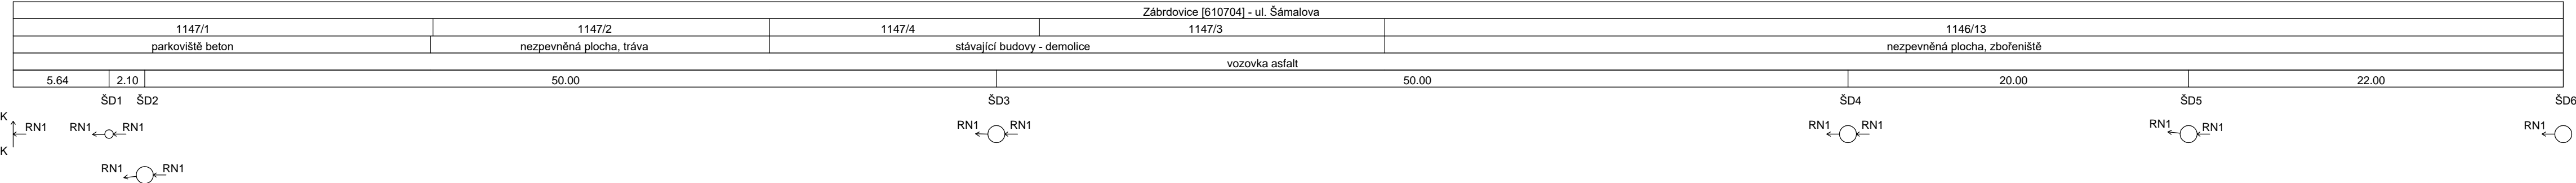 Zábrdovice [610704] - ul. Šámalova
1147/1 1147/2 1147/4 1147/3 1146/13
parkoviště beton nezpevněná plocha, tráva stávající budovy - demolice nezpevněná plocha, zbořeniště
vozovka asfalt
5.64 2.10 50.00 50.00 20.00 22.00
ŠD1 ŠD2 ŠD3 ŠD4 ŠD5 ŠD6
K
RN1 RN1 RN1 RN1 RN1 RN1 RN1 RN1 RN1 RN1
K
RN1 RN1